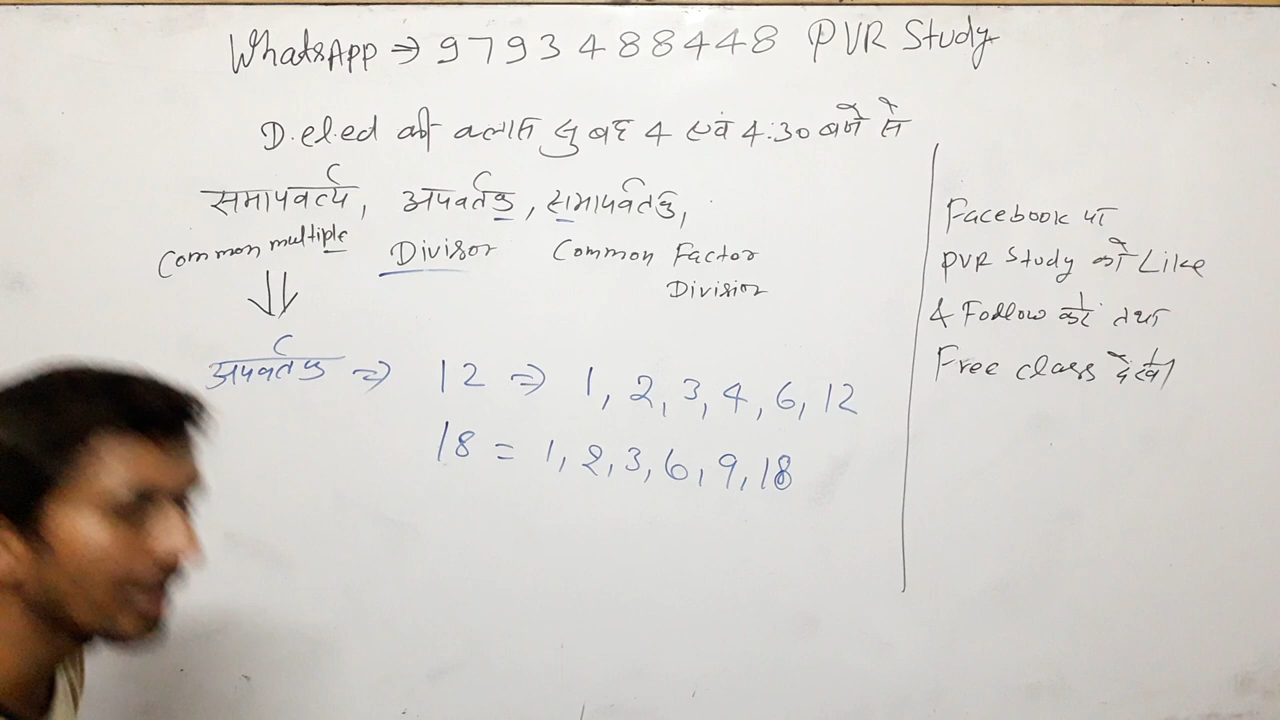 WhatsApp ⇒ 9793488448 PVR Study
D.el.ed की क्लास सुबह 4 एवं 4:30 बजे से
समापवर्त्य, अपवर्तक, समापवर्तक,
Common multiple Divisor Common Factor
Division
अपवर्तक ⇒ 12 ⇒ 1, 2, 3, 4, 6, 12
18 = 1, 2, 3, 6, 9, 18
Facebook पर
PVR Study को Like
& Follow करें तथा
Free class देखें।